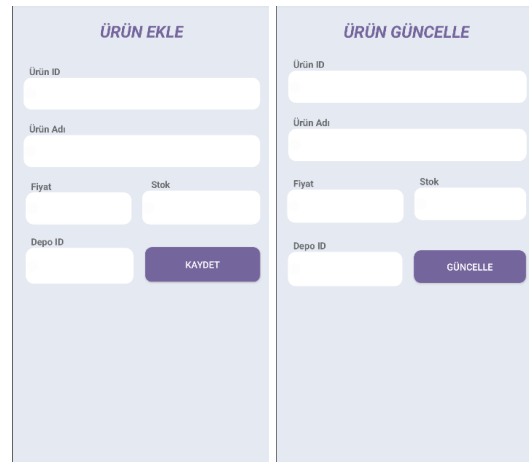 ÜRÜN EKLE
Ürün ID
Ürün Adı
Fiyat
Stok
Depo ID
KAYDET
ÜRÜN GÜNCELLE
Ürün ID
Ürün Adı
Fiyat
Stok
Depo ID
GÜNCELLE